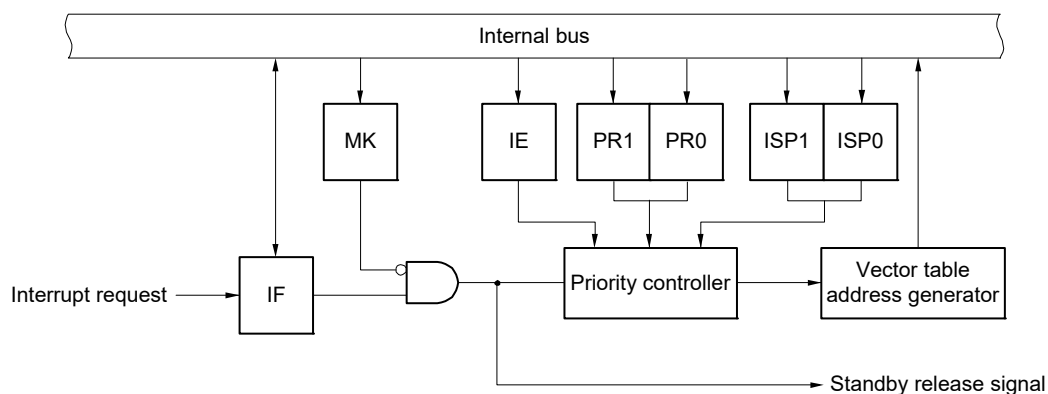 Internal bus
MK
IE
PR1
PR0
ISP1
ISP0
Interrupt request
IF
Priority controller
Vector table
address generator
Standby release signal